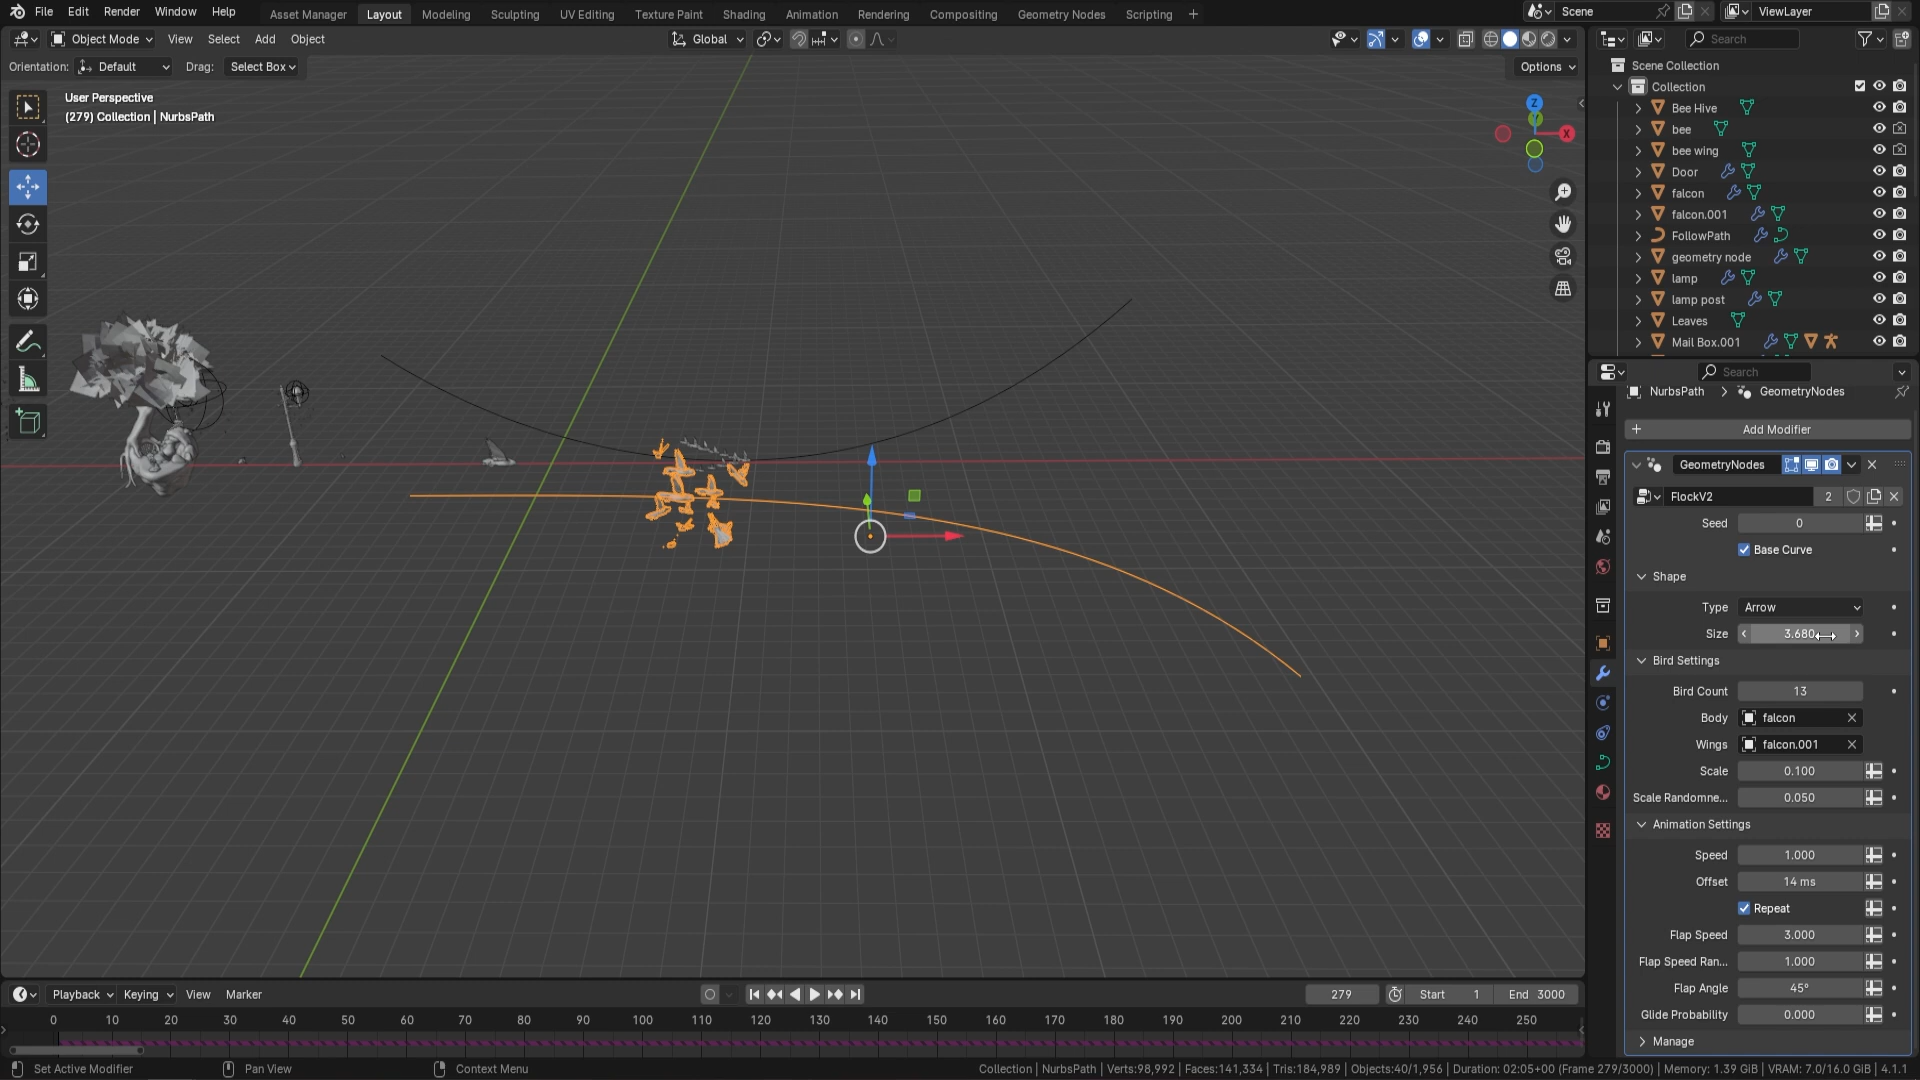 File Edit Render Window Help Asset Manager Layout Modeling Sculpting UV Editing Texture Paint Shading Animation Rendering Compositing Geometry Nodes Scripting + Scene ViewLayer
Object Mode View Select Add Object Global Search
Orientation: Default Drag: Select Box Options
User Perspective
(279) Collection | NurbsPath
Z
X
Scene Collection
Collection
Bee Hive
bee
bee wing
Door
falcon
falcon.001
FollowPath
geometry node
lamp
lamp post
Leaves
Mail Box.001
Search
NurbsPath > GeometryNodes
+ Add Modifier
GeometryNodes
FlockV2 2
Seed 0
Base Curve
Shape
Type Arrow
Size 3.680
Bird Settings
Bird Count 13
Body falcon
Wings falcon.001
Scale 0.100
Scale Randomne... 0.050
Animation Settings
Speed 1.000
Offset 14 ms
Repeat
Flap Speed 3.000
Flap Speed Ran... 1.000
Flap Angle 45°
Glide Probability 0.000
Manage
Playback Keying View Marker 279 Start 1 End 3000
0 10 20 30 40 50 60 70 80 90 100 110 120 130 140 150 160 170 180 190 200 210 220 230 240 250
Set Active Modifier Pan View Context Menu Collection | NurbsPath | Verts:98,992 | Faces:141,334 | Tris:184,989 | Objects:40/1,956 | Duration: 02:05+00 (Frame 279/3000) | Memory: 1.39 GiB | VRAM: 7.0/16.0 GiB | 4.1.1